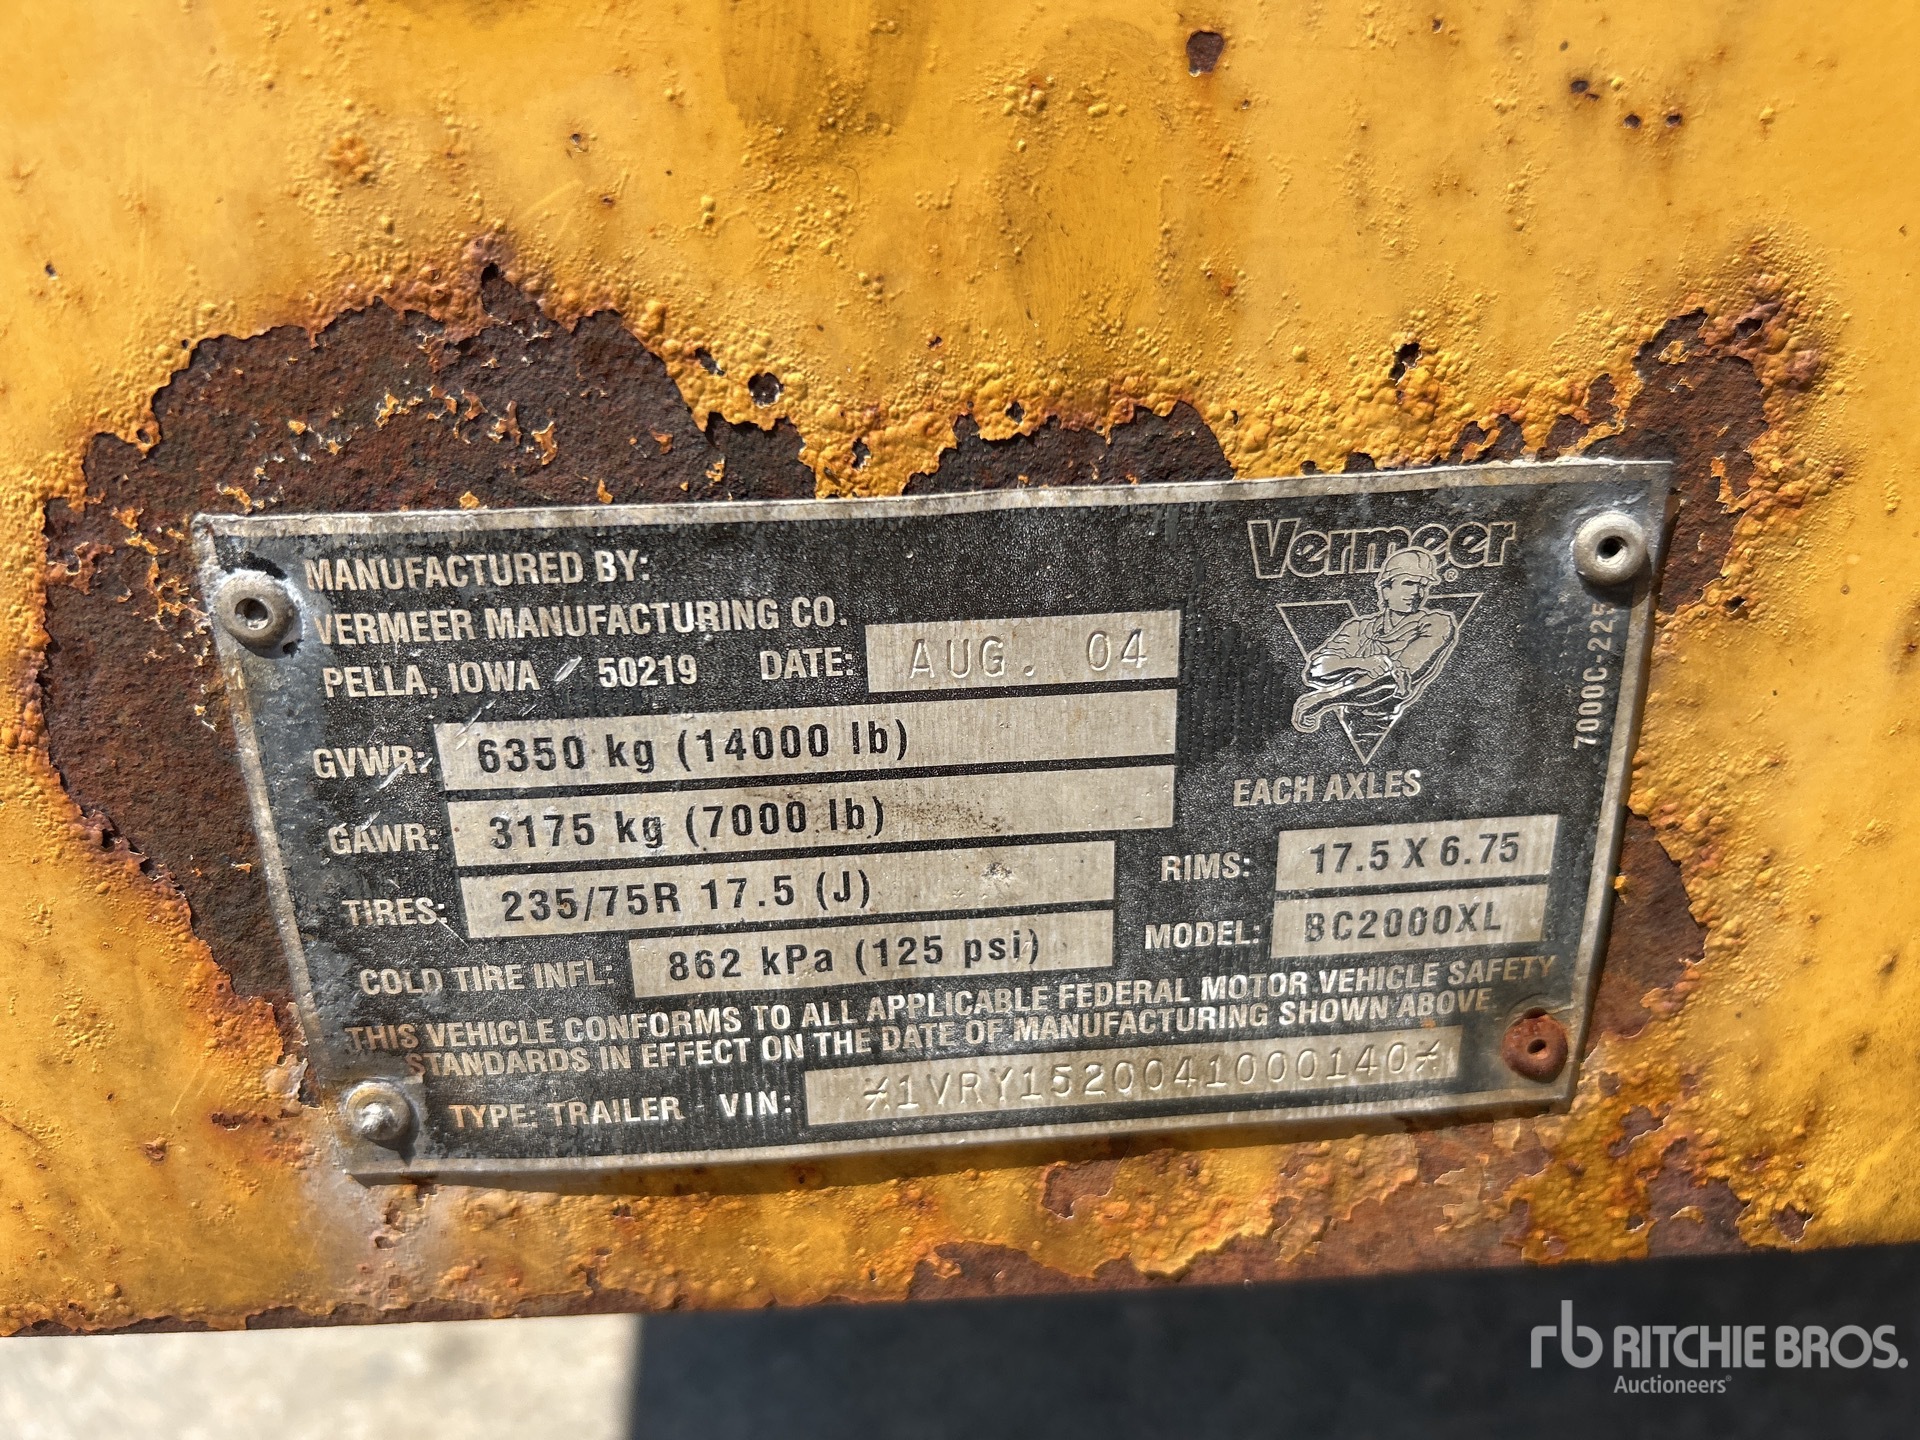 MANUFACTURED BY:
VERMEER MANUFACTURING CO.
PELLA, IOWA 50219 DATE: AUG. 04
Vermeer®
7000C-225
GVWR: 6350 kg (14000 lb)
EACH AXLES
GAWR: 3175 kg (7000 lb)
TIRES: 235/75R 17.5 (J)
RIMS: 17.5 X 6.75
COLD TIRE INFL: 862 kPa (125 psi)
MODEL: BC2000XL
THIS VEHICLE CONFORMS TO ALL APPLICABLE FEDERAL MOTOR VEHICLE SAFETY
STANDARDS IN EFFECT ON THE DATE OF MANUFACTURING SHOWN ABOVE
TYPE: TRAILER - VIN: *1VRY1520041000140*
rb RITCHIE BROS.
Auctioneers®